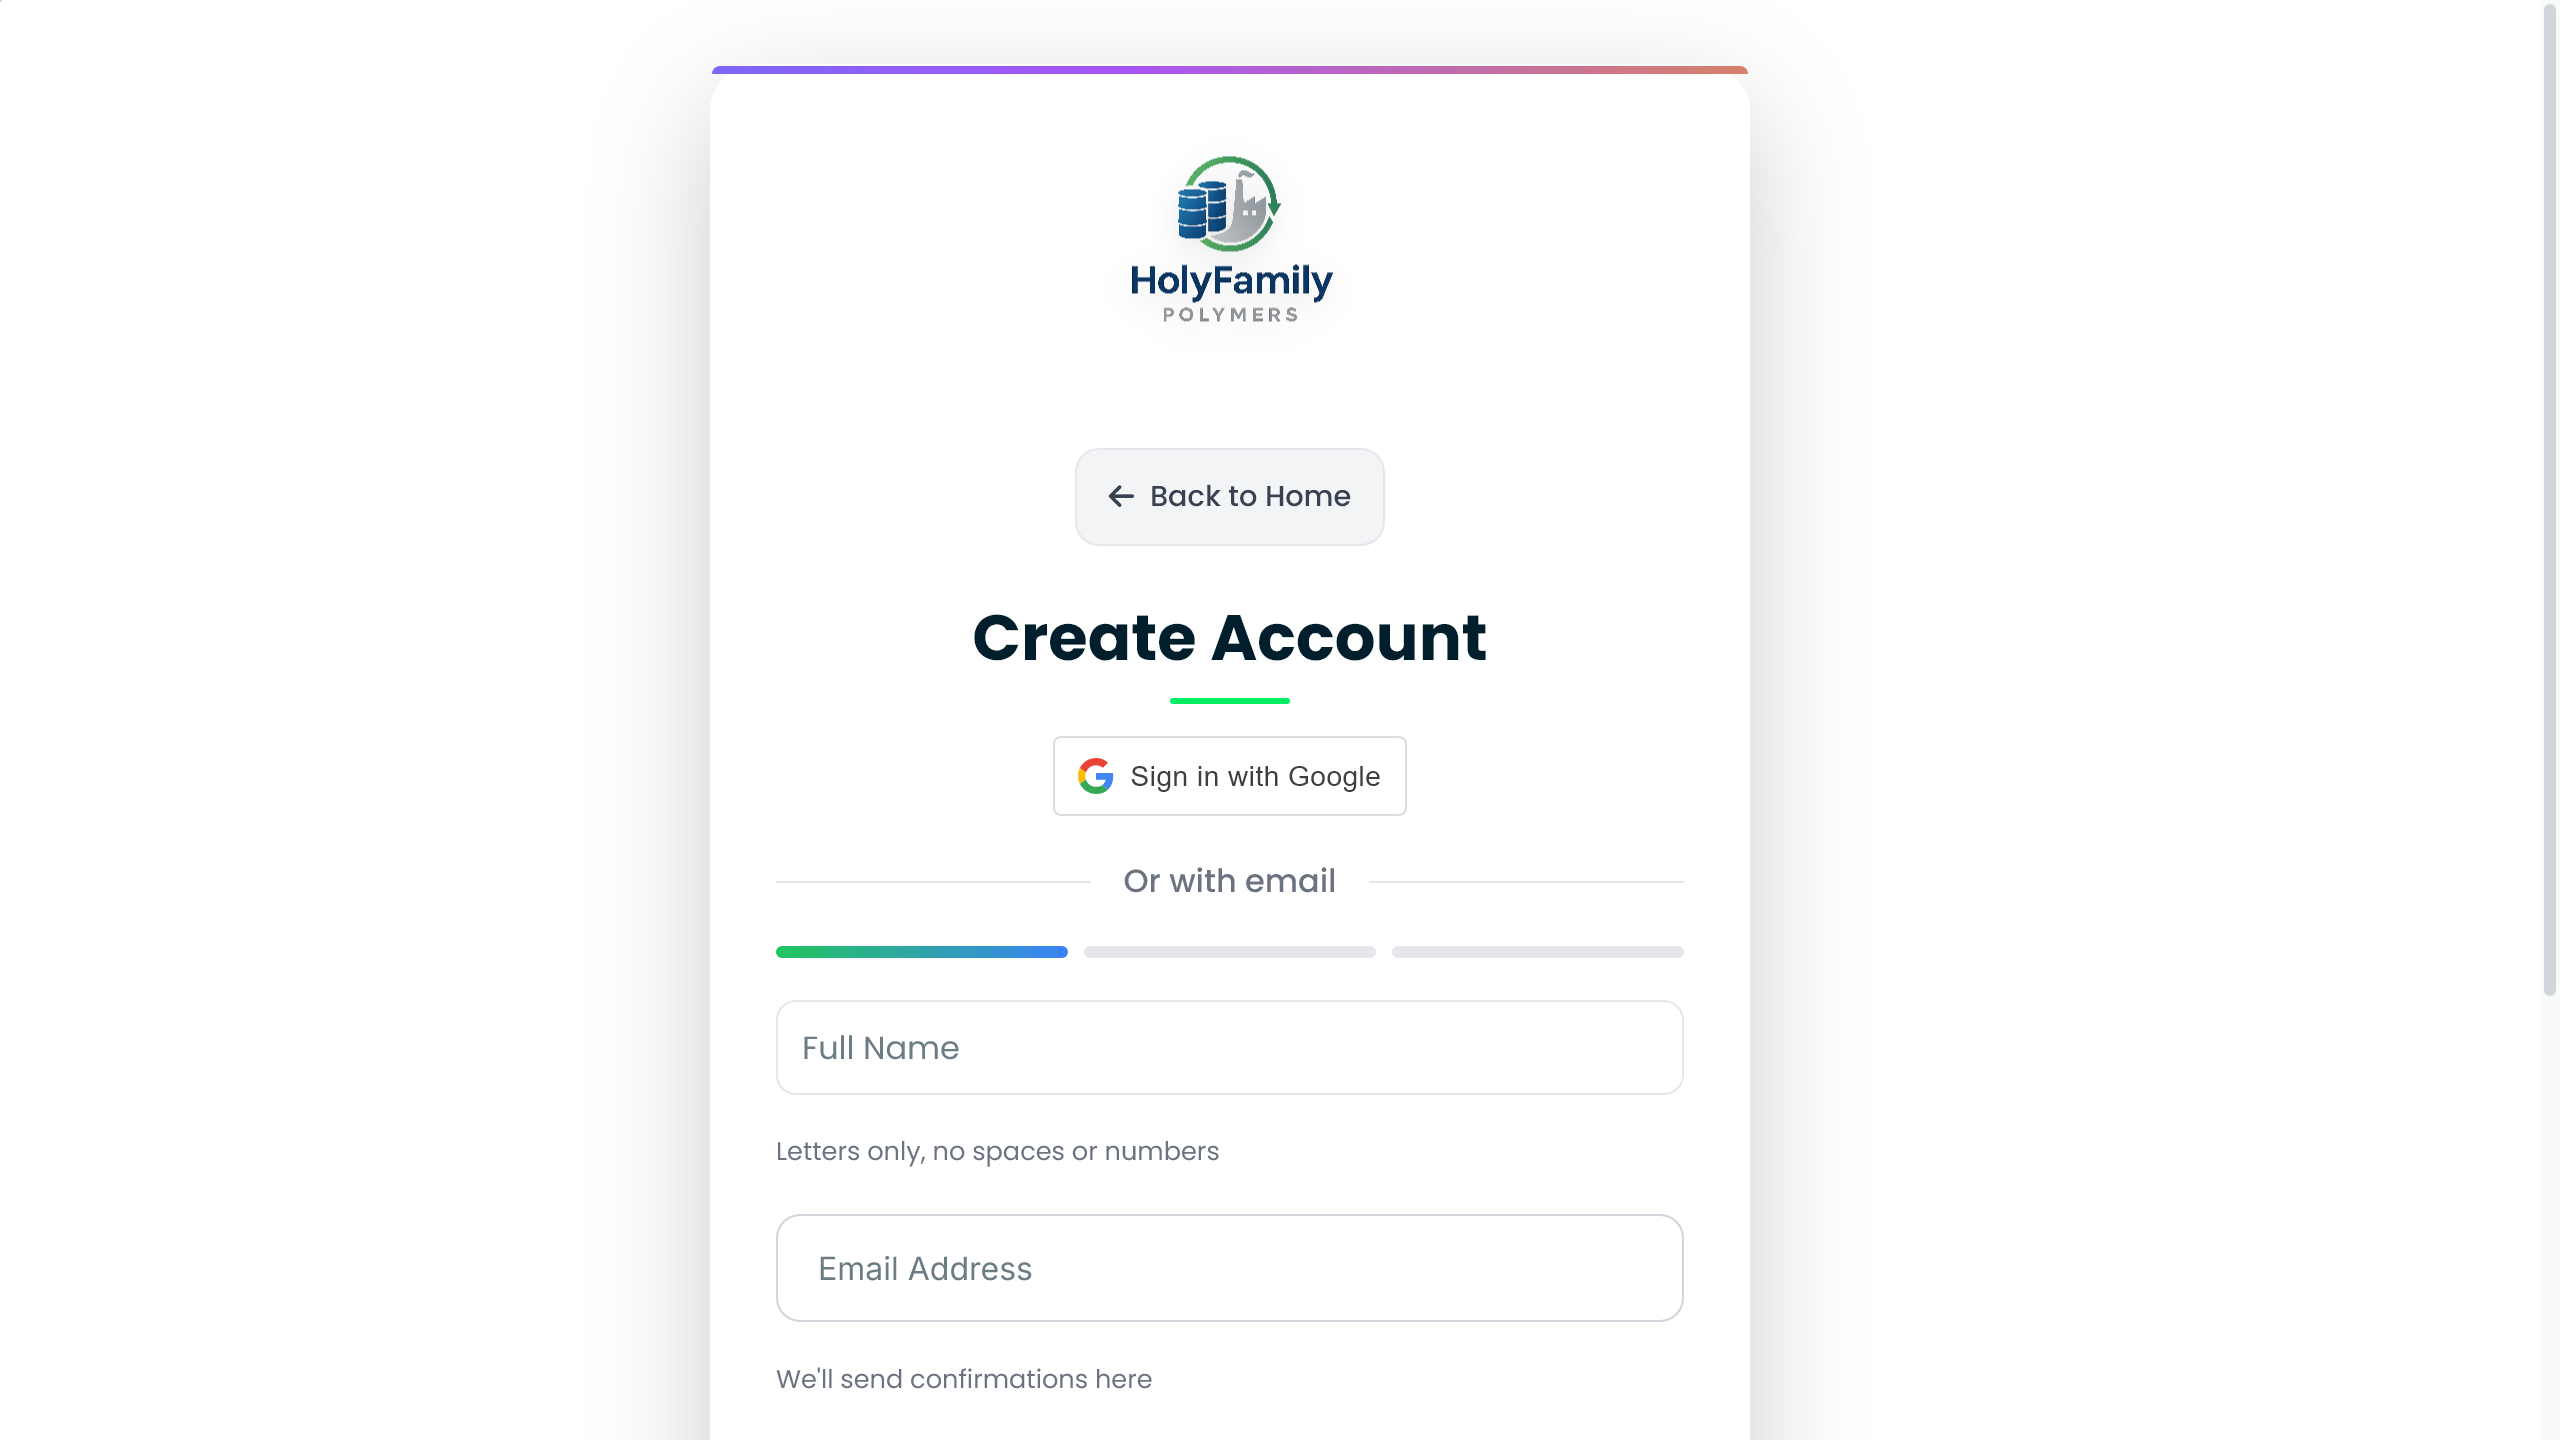 HolyFamily
POLYMERS
Back to Home
Create Account
Sign in with Google
Or with email
Full Name
Letters only, no spaces or numbers
Email Address
We'll send confirmations here